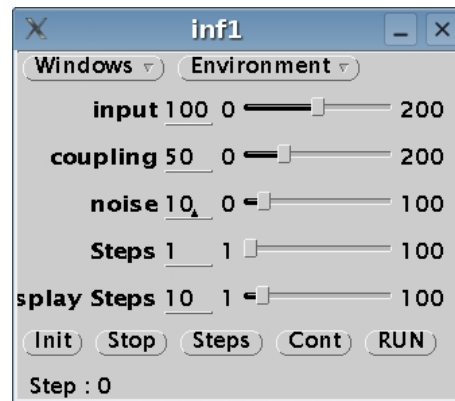 inf1
Windows Environment
input 100 0 200
coupling 50 0 200
noise 10 0 100
Steps 1 1 100
splay Steps 10 1 100
Init Stop Steps Cont RUN
Step : 0